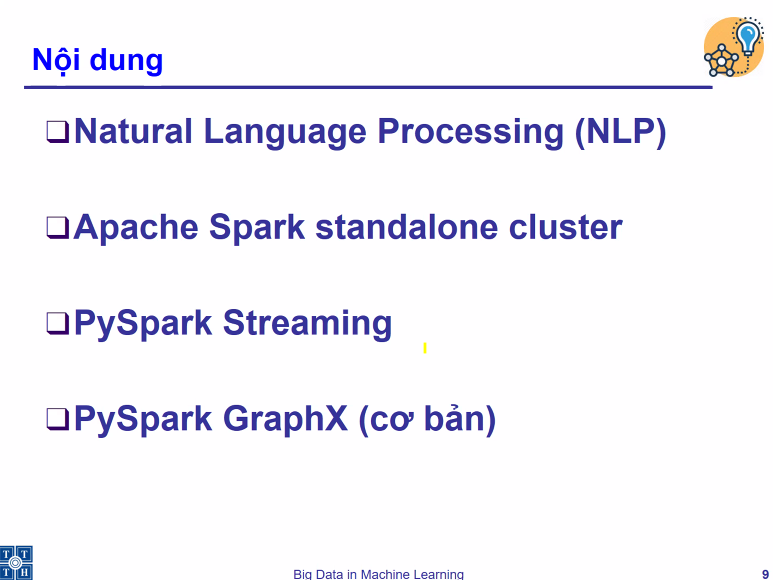 Nội dung
❑Natural Language Processing (NLP)
❑Apache Spark standalone cluster
❑PySpark Streaming
❑PySpark GraphX (cơ bản)
T T
T H
Big Data in Machine Learning
9